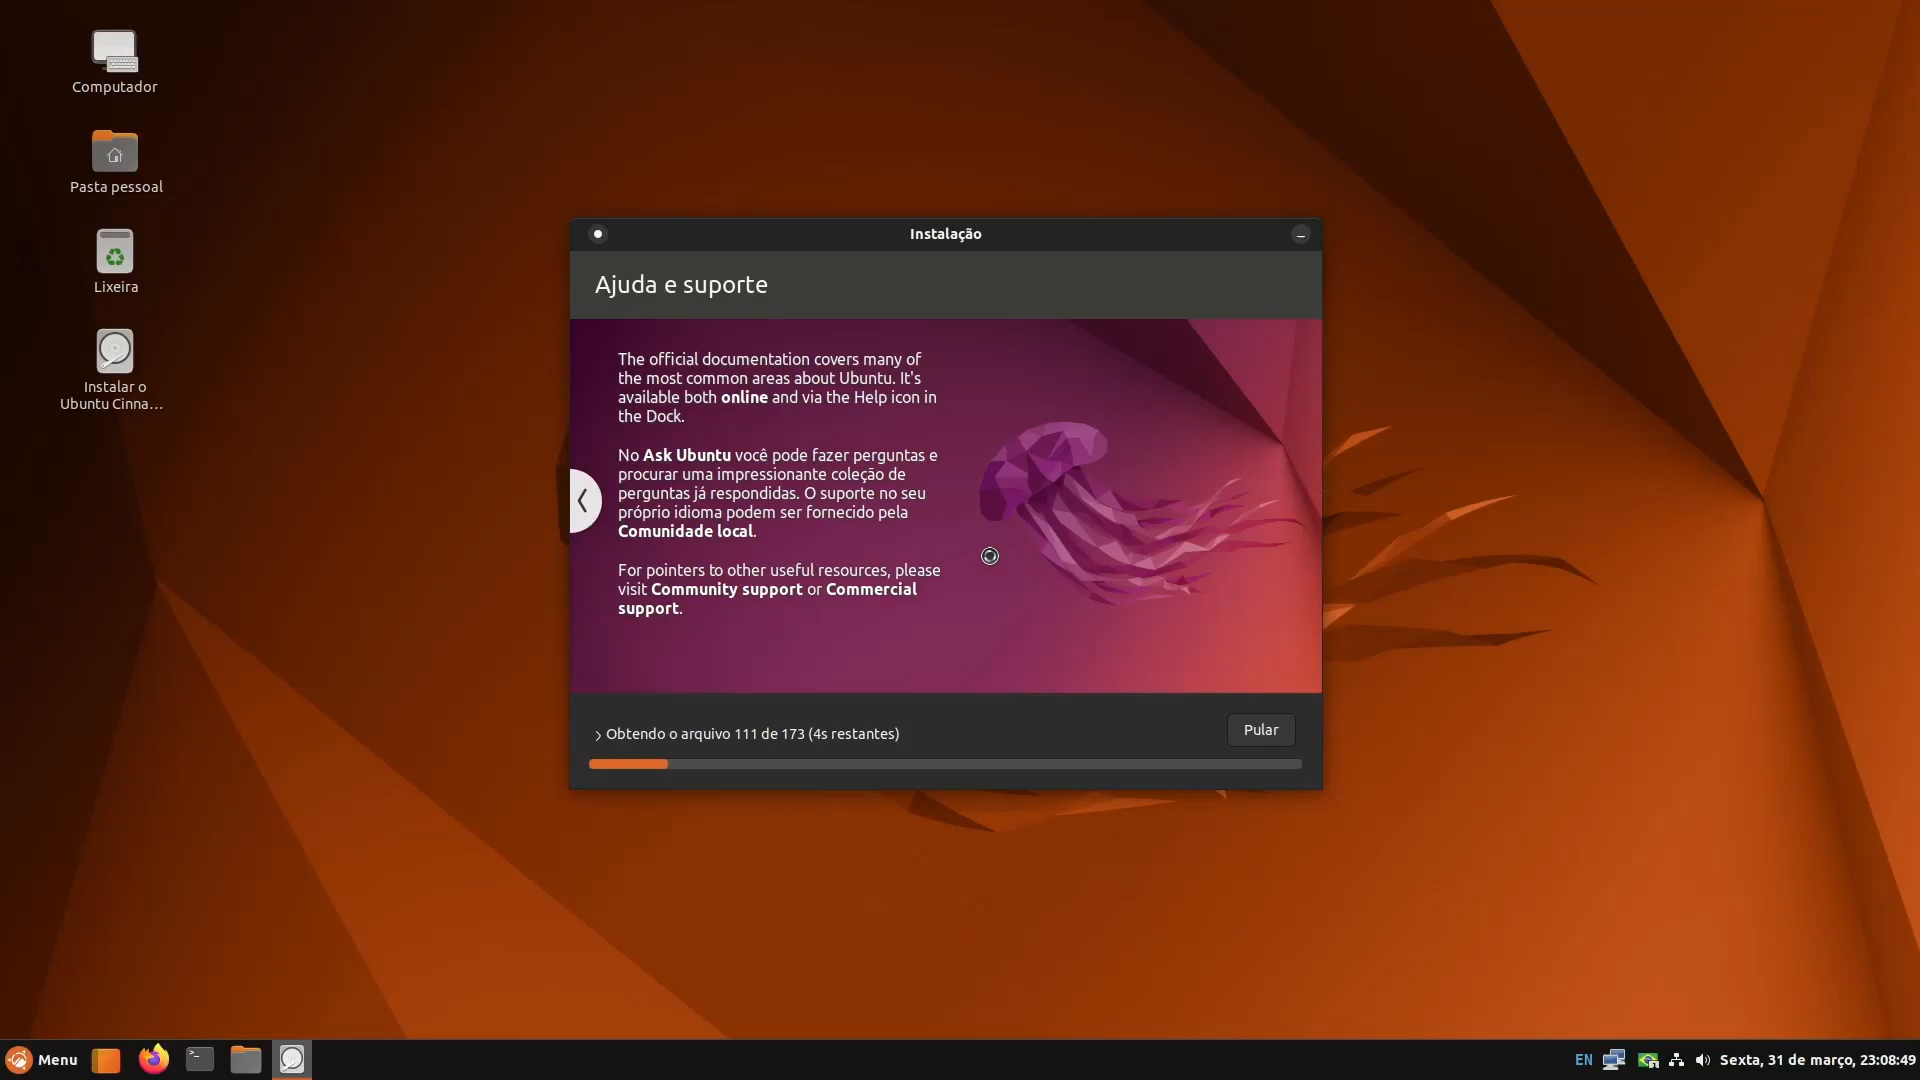 Computador
Pasta pessoal
Lixeira
Instalar o
Ubuntu Cinna…
Instalação
Ajuda e suporte
The official documentation covers many of
the most common areas about Ubuntu. It's
available both online and via the Help icon in
the Dock.
No Ask Ubuntu você pode fazer perguntas e
procurar uma impressionante coleção de
perguntas já respondidas. O suporte no seu
próprio idioma podem ser fornecido pela
Comunidade local.
For pointers to other useful resources, please
visit Community support or Commercial
support.
Obtendo o arquivo 111 de 173 (4s restantes)
Pular
Menu
EN
Sexta, 31 de março, 23:08:49